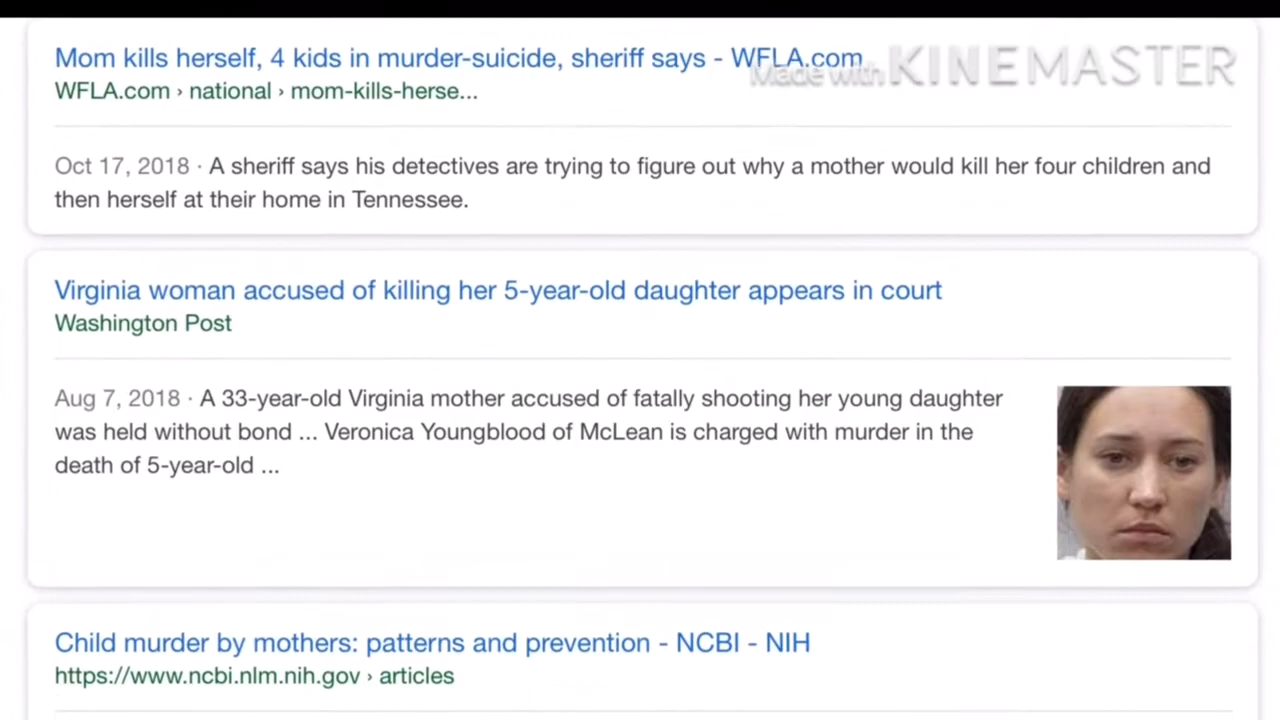 Mom kills herself, 4 kids in murder-suicide, sheriff says - WFLA.com
Made with KINEMASTER
WFLA.com › national › mom-kills-herse...
Oct 17, 2018 · A sheriff says his detectives are trying to figure out why a mother would kill her four children and
then herself at their home in Tennessee.
Virginia woman accused of killing her 5-year-old daughter appears in court
Washington Post
Aug 7, 2018 · A 33-year-old Virginia mother accused of fatally shooting her young daughter
was held without bond ... Veronica Youngblood of McLean is charged with murder in the
death of 5-year-old ...
Child murder by mothers: patterns and prevention - NCBI - NIH
https://www.ncbi.nlm.nih.gov › articles